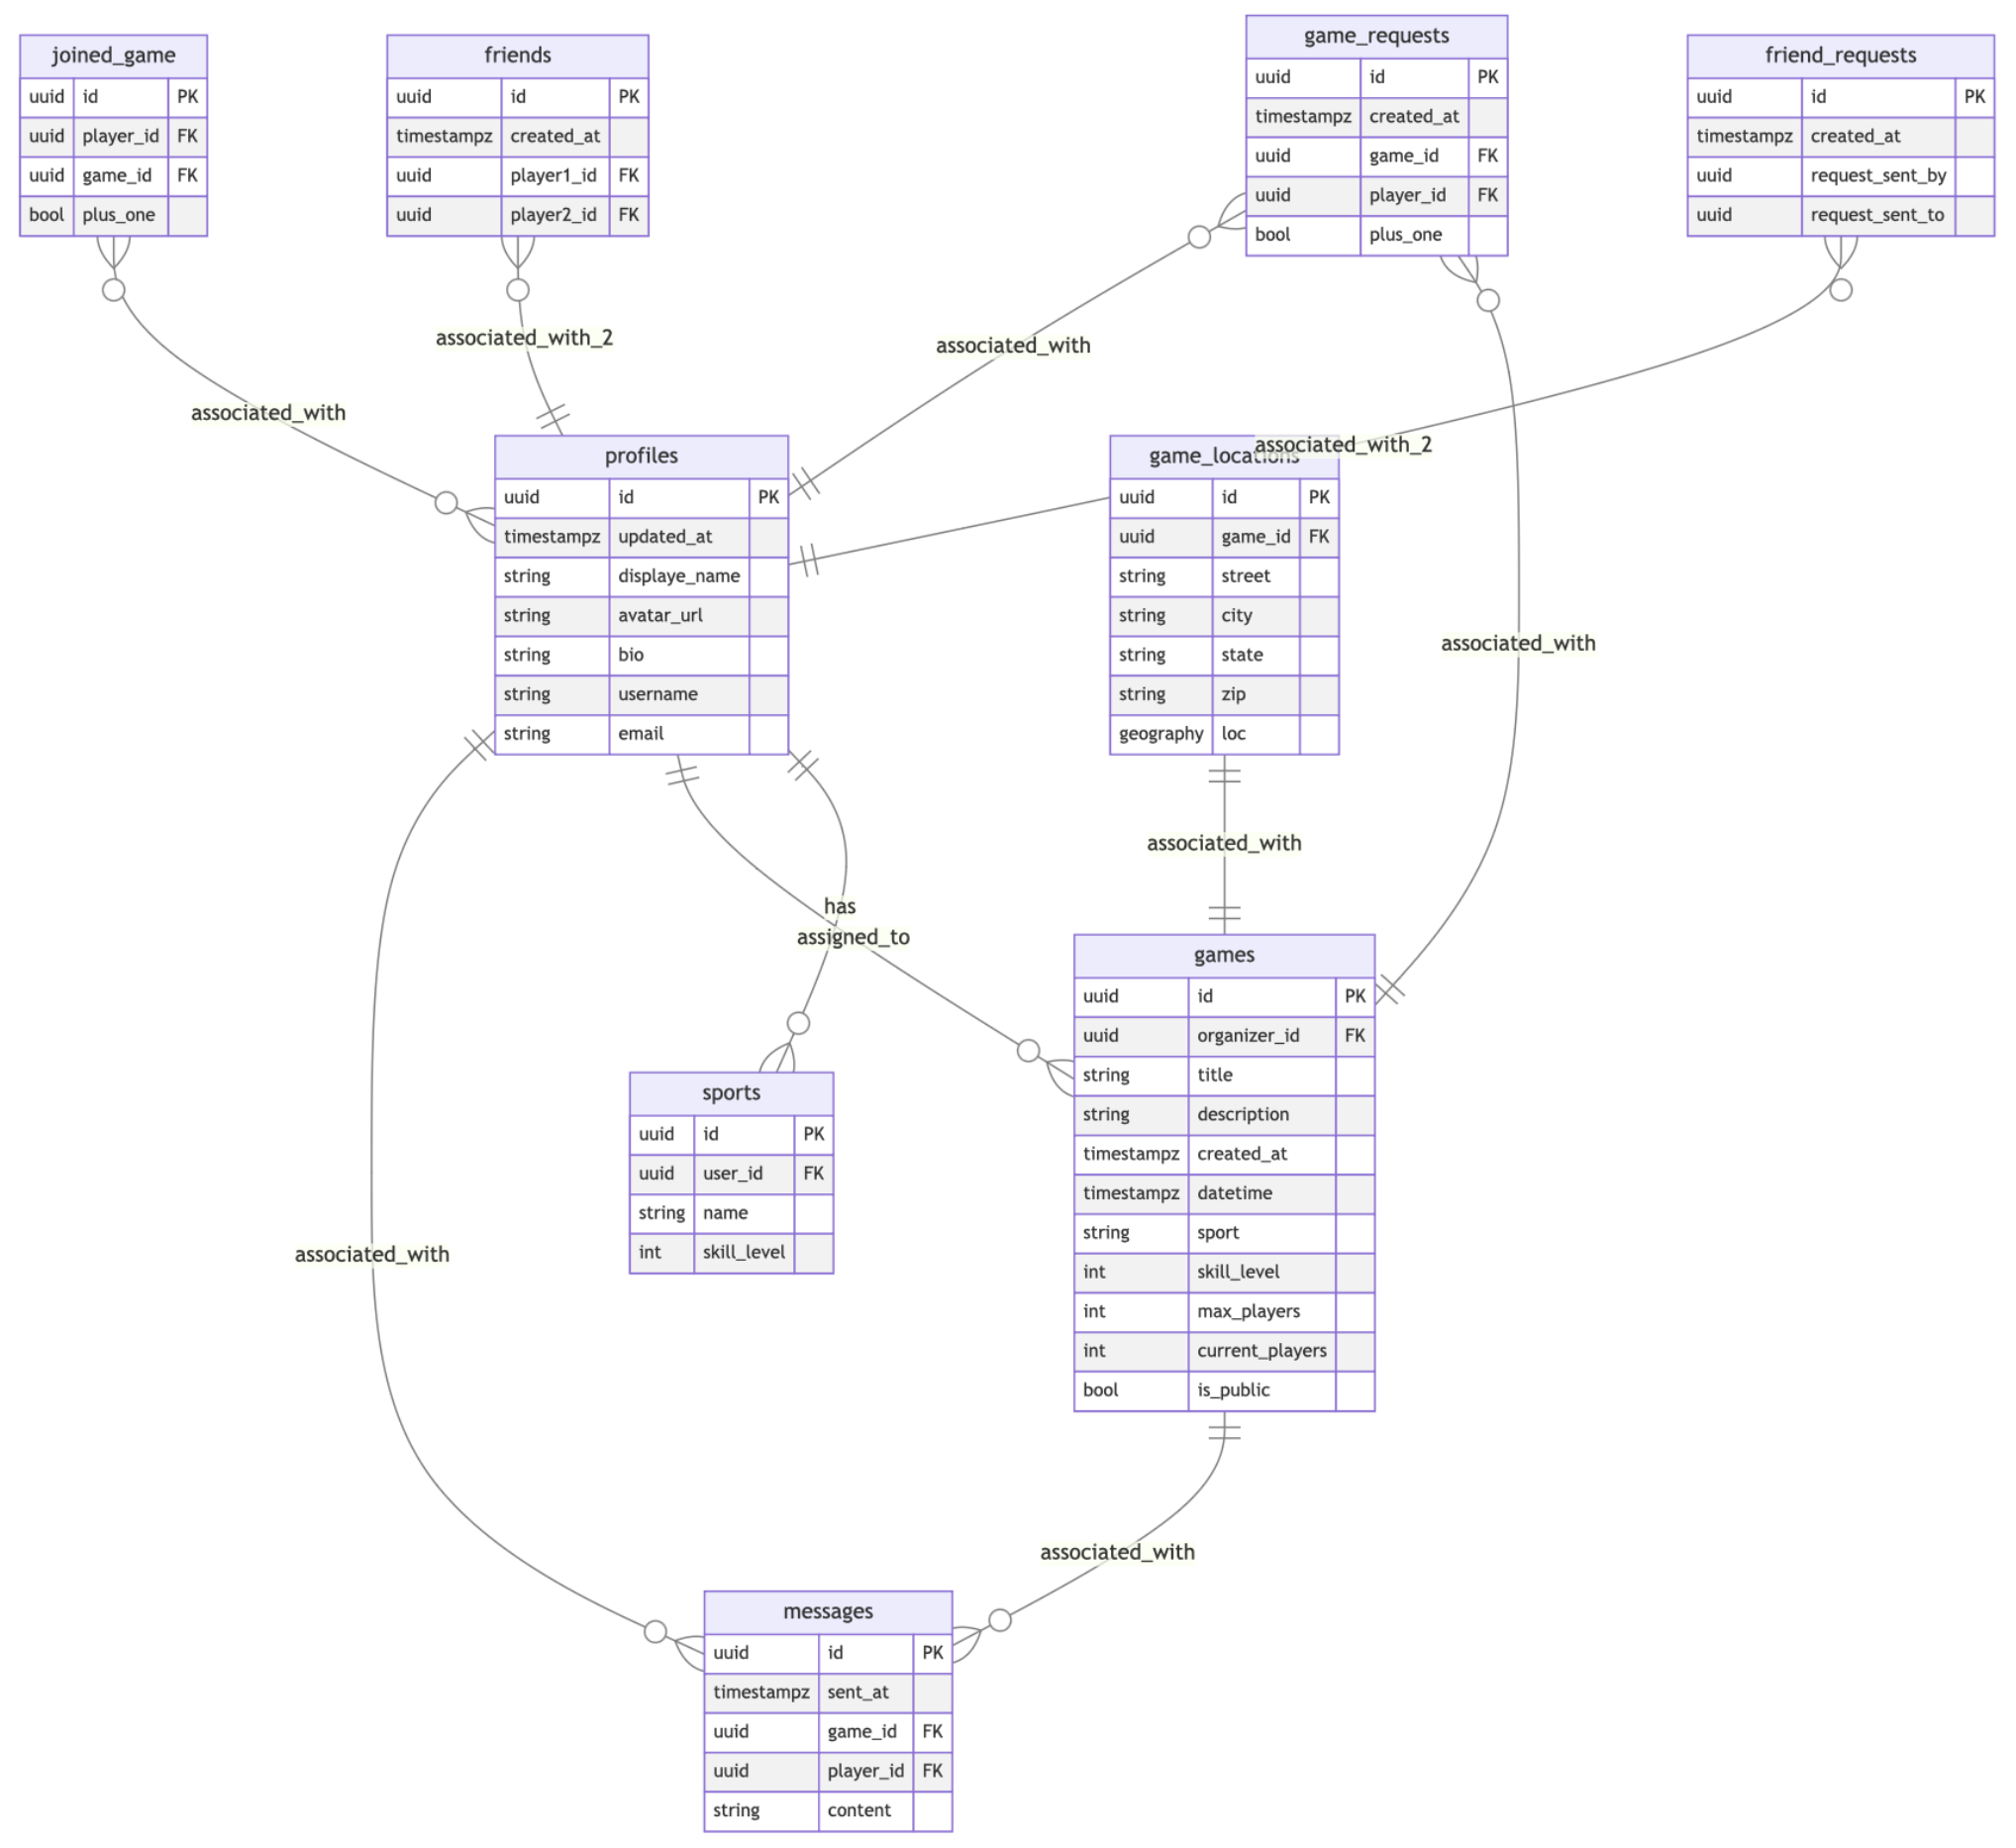 joined_game
uuid id PK
uuid player_id FK
uuid game_id FK
bool plus_one
friends
uuid id PK
timestampz created_at
uuid player1_id FK
uuid player2_id FK
game_requests
uuid id PK
timestampz created_at
uuid game_id FK
uuid player_id FK
bool plus_one
friend_requests
uuid id PK
timestampz created_at
uuid request_sent_by
uuid request_sent_to
associated_with_2
associated_with
associated_with
associated_with_2
profiles
uuid id PK
timestampz updated_at
string displaye_name
string avatar_url
string bio
string username
string email
game_locations
uuid id PK
uuid game_id FK
string street
string city
string state
string zip
geography loc
associated_with
associated_with
has
assigned_to
games
uuid id PK
uuid organizer_id FK
string title
string description
timestampz created_at
timestampz datetime
string sport
int skill_level
int max_players
int current_players
bool is_public
sports
uuid id PK
uuid user_id FK
string name
int skill_level
associated_with
associated_with
messages
uuid id PK
timestampz sent_at
uuid game_id FK
uuid player_id FK
string content